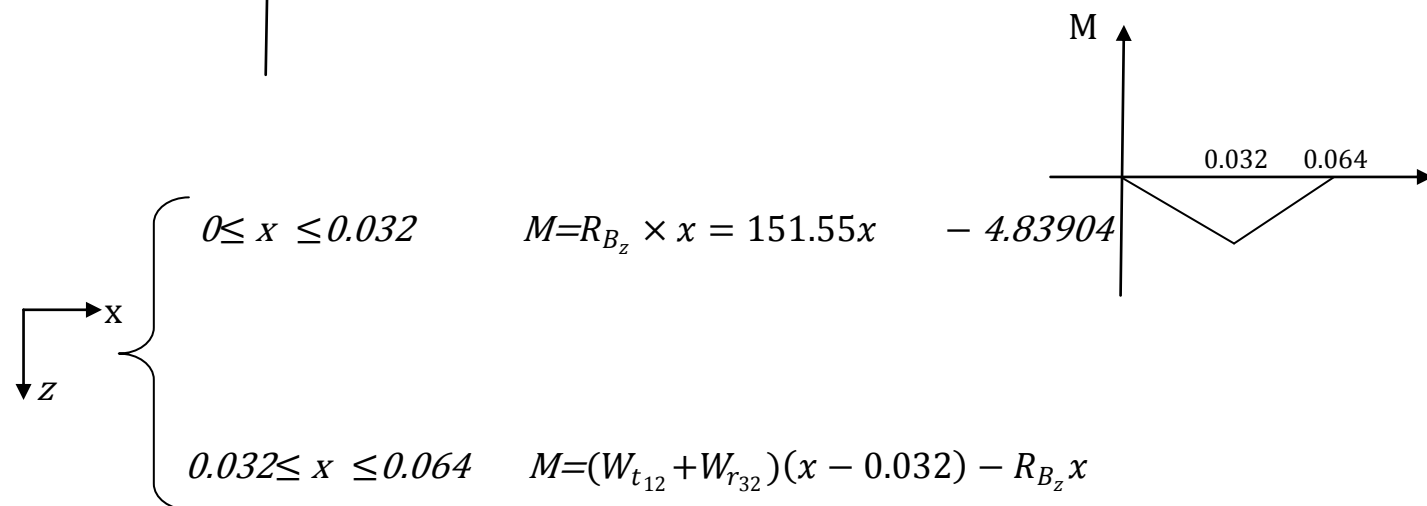 M
0.032 0.064
0≤ x ≤0.032 M=R_{B_z} × x = 151.55x − 4.83904
x
z
0.032≤ x ≤0.064 M=(W_{t_{12}}+W_{r_{32}})(x − 0.032) − R_{B_z}x